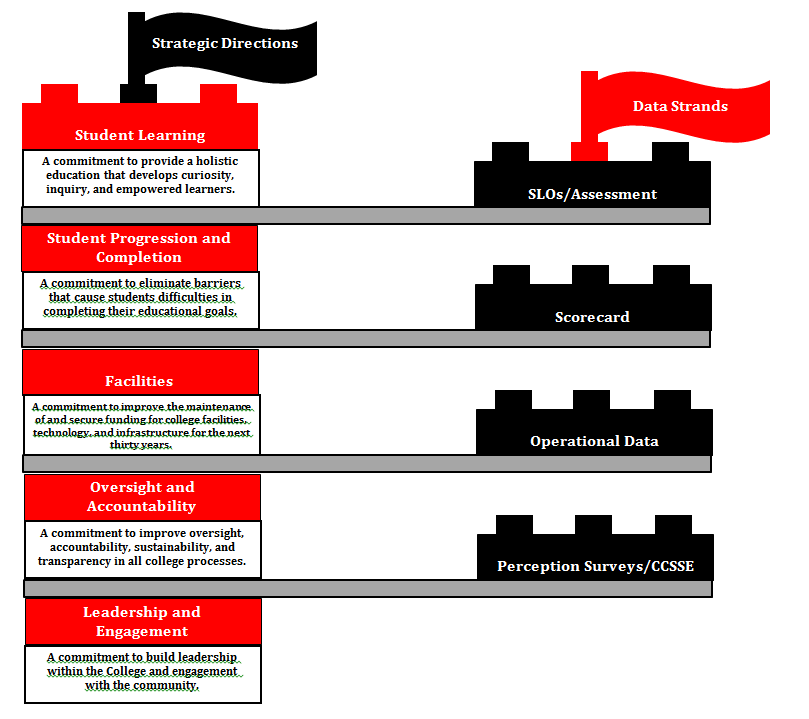 Strategic Directions
Data Strands
Student Learning
A commitment to provide a holistic
education that develops curiosity,
inquiry, and empowered learners.
SLOs/Assessment
Student Progression and
Completion
A commitment to eliminate barriers
that cause students difficulties in
completing their educational goals.
Scorecard
Facilities
A commitment to improve the maintenance
of and secure funding for college facilities,
technology, and infrastructure for the next
thirty years.
Operational Data
Oversight and
Accountability
A commitment to improve oversight,
accountability, sustainability, and
transparency in all college processes.
Perception Surveys/CCSSE
Leadership and
Engagement
A commitment to build leadership
within the College and engagement
with the community.